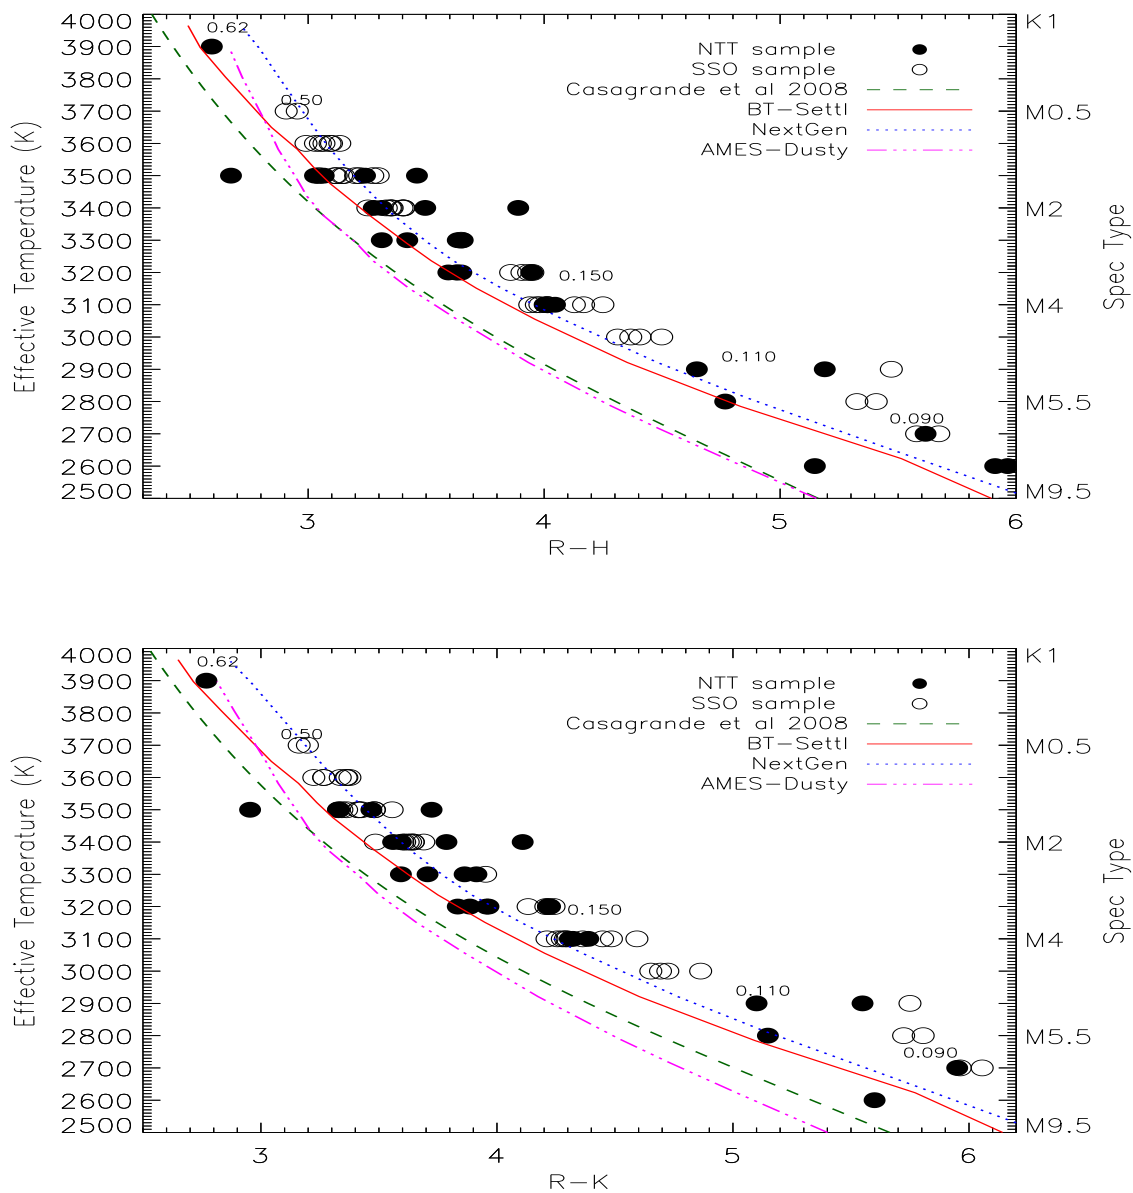 4000
3900
3800
3700
3600
3500
3400
3300
3200
3100
3000
2900
2800
2700
2600
2500
Effective Temperature (K)
0.62
0.50
0.150
0.110
0.090
NTT sample
SSO sample
Casagrande et al 2008
BT-Settl
NextGen
AMES-Dusty
K1
M0.5
M2
M4
M5.5
M9.5
Spec Type
3 4 5 6
R-H
4000
3900
3800
3700
3600
3500
3400
3300
3200
3100
3000
2900
2800
2700
2600
2500
Effective Temperature (K)
0.62
0.50
0.150
0.110
0.090
NTT sample
SSO sample
Casagrande et al 2008
BT-Settl
NextGen
AMES-Dusty
K1
M0.5
M2
M4
M5.5
M9.5
Spec Type
3 4 5 6
R-K